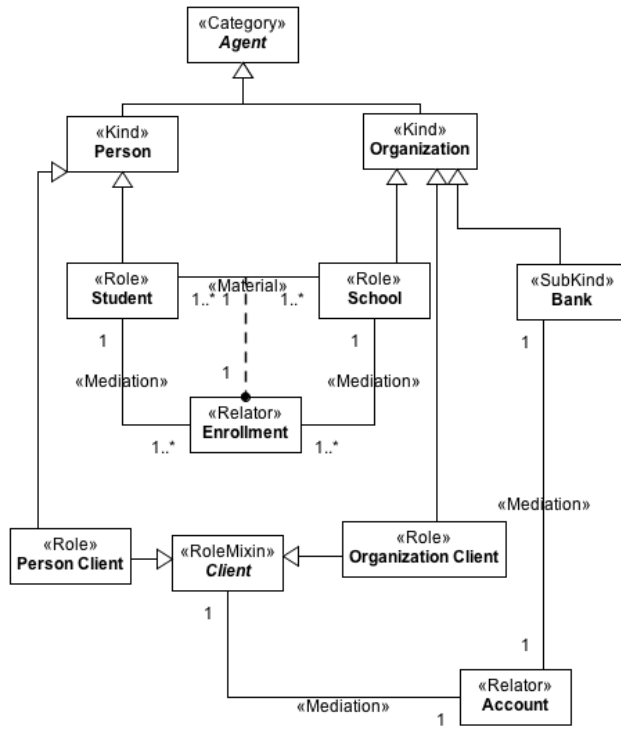 «Category»
Agent
«Kind»
Person
«Kind»
Organization
«Role»
Student
«Material»
1..*
1
1..*
«Role»
School
«SubKind»
Bank
1
1
1
«Mediation»
1
«Mediation»
«Relator»
Enrollment
1..*
1..*
«Mediation»
«Role»
Person Client
«RoleMixin»
Client
«Role»
Organization Client
1
1
«Relator»
Account
«Mediation»
1